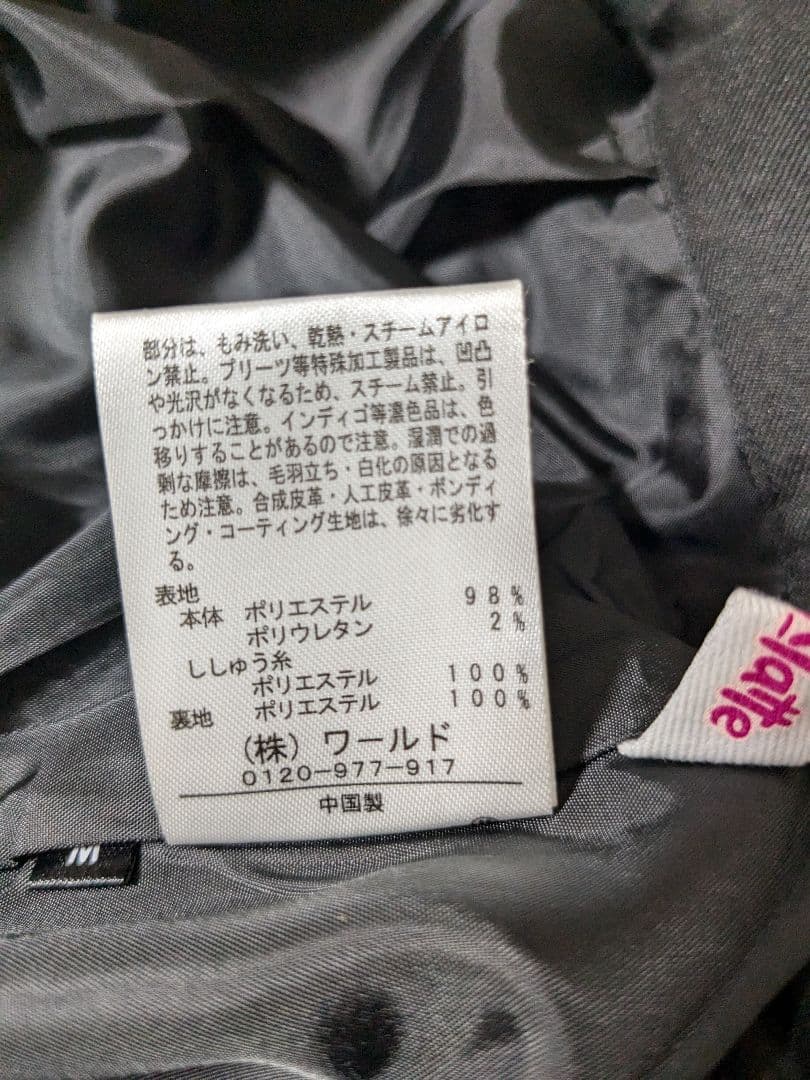 部分は、もみ洗い、乾熱・スチームアイロ
ン禁止。プリーツ等特殊加工製品は、凹凸
や光沢がなくなるため、スチーム禁止。引
っかけに注意。インディゴ等濃色品は、色
移りすることがあるので注意。湿潤での過
剰な摩擦は、毛羽立ち・白化の原因となる
ため注意。合成皮革・人工皮革・ボンディ
ング・コーティング生地は、徐々に劣化す
る。
表地
本体 ポリエステル 98%
ポリウレタン 2%
ししゅう糸
ポリエステル 100%
裏地 ポリエステル 100%
(株) ワールド
0120-977-917
中国製
M